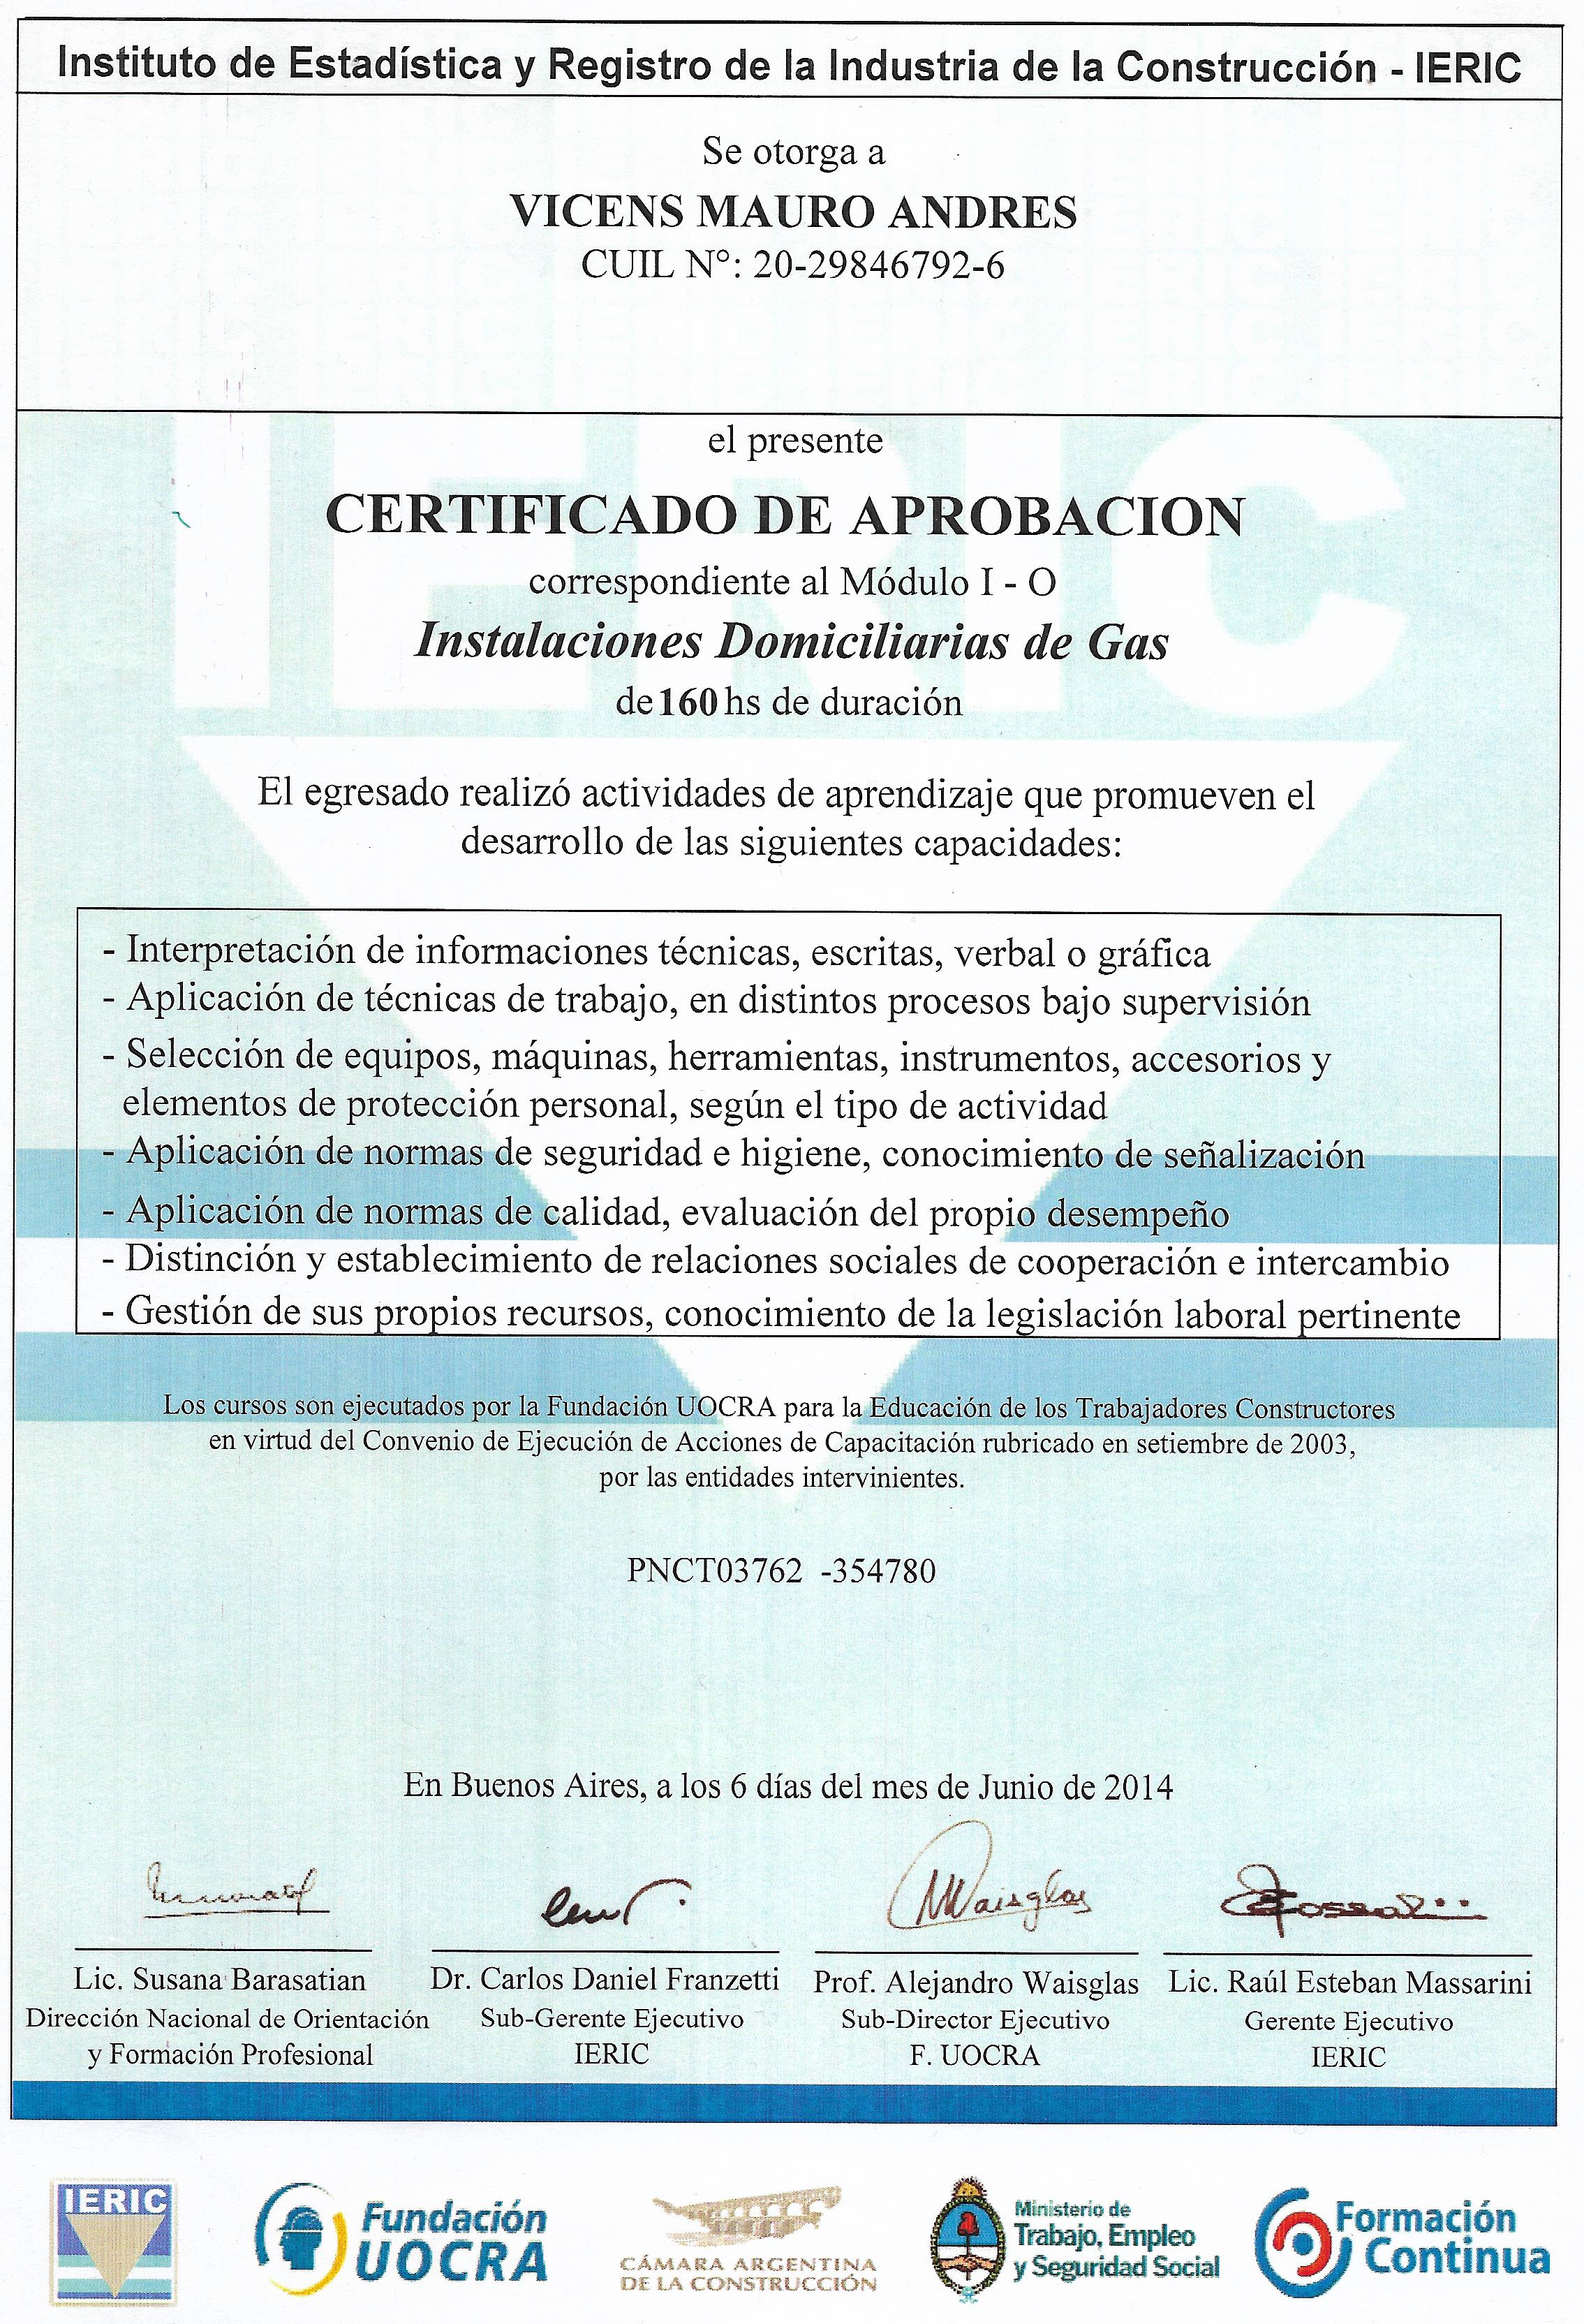 Instituto de Estadística y Registro de la Industria de la Construcción - IERIC
Se otorga a
VICENS MAURO ANDRES
CUIL N°: 20-29846792-6
el presente
CERTIFICADO DE APROBACION
correspondiente al Módulo I - O
Instalaciones Domiciliarias de Gas
de 160 hs de duración
El egresado realizó actividades de aprendizaje que promueven el
desarrollo de las siguientes capacidades:
- Interpretación de informaciones técnicas, escritas, verbal o gráfica
- Aplicación de técnicas de trabajo, en distintos procesos bajo supervisión
- Selección de equipos, máquinas, herramientas, instrumentos, accesorios y
elementos de protección personal, según el tipo de actividad
- Aplicación de normas de seguridad e higiene, conocimiento de señalización
- Aplicación de normas de calidad, evaluación del propio desempeño
- Distinción y establecimiento de relaciones sociales de cooperación e intercambio
- Gestión de sus propios recursos, conocimiento de la legislación laboral pertinente
Los cursos son ejecutados por la Fundación UOCRA para la Educación de los Trabajadores Constructores
en virtud del Convenio de Ejecución de Acciones de Capacitación rubricado en setiembre de 2003,
por las entidades intervinientes.
PNCT03762 -354780
En Buenos Aires, a los 6 días del mes de Junio de 2014
Lic. Susana Barasatian
Dirección Nacional de Orientación
y Formación Profesional
Dr. Carlos Daniel Franzetti
Sub-Gerente Ejecutivo
IERIC
Prof. Alejandro Waisglas
Sub-Director Ejecutivo
F. UOCRA
Lic. Raúl Esteban Massarini
Gerente Ejecutivo
IERIC
IERIC
Fundación
UOCRA
CÁMARA ARGENTINA
DE LA CONSTRUCCIÓN
Ministerio de
Trabajo, Empleo
y Seguridad Social
Formación
Continua